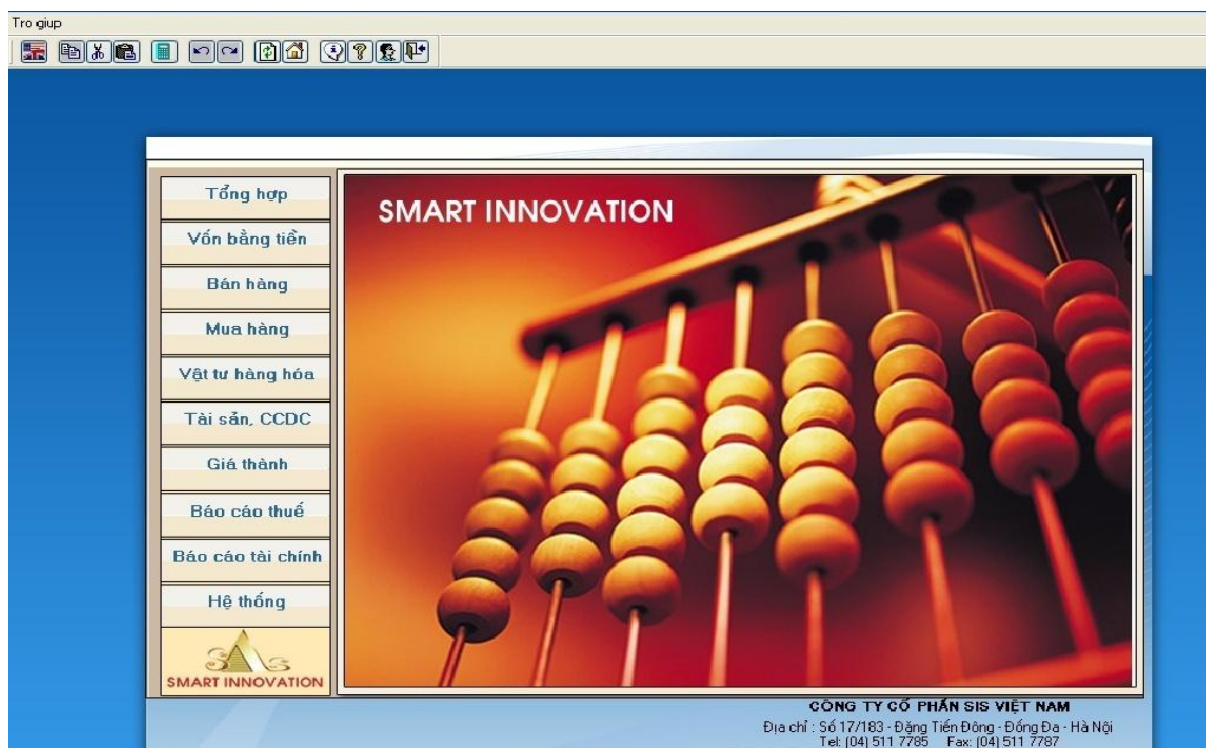 Tro giup
Tổng hợp
Vốn bằng tiền
Bán hàng
Mua hàng
Vật tư hàng hóa
Tài sản, CCDC
Giá thành
Báo cáo thuế
Báo cáo tài chính
Hệ thống
SAS
SMART INNOVATION
SMART INNOVATION
CÔNG TY CỔ PHẦN SIS VIỆT NAM
Địa chỉ : Số 17/183 - Đặng Tiến Đông - Đống Đa - Hà Nội
Tel: (04) 511 7785 Fax: (04) 511 7787